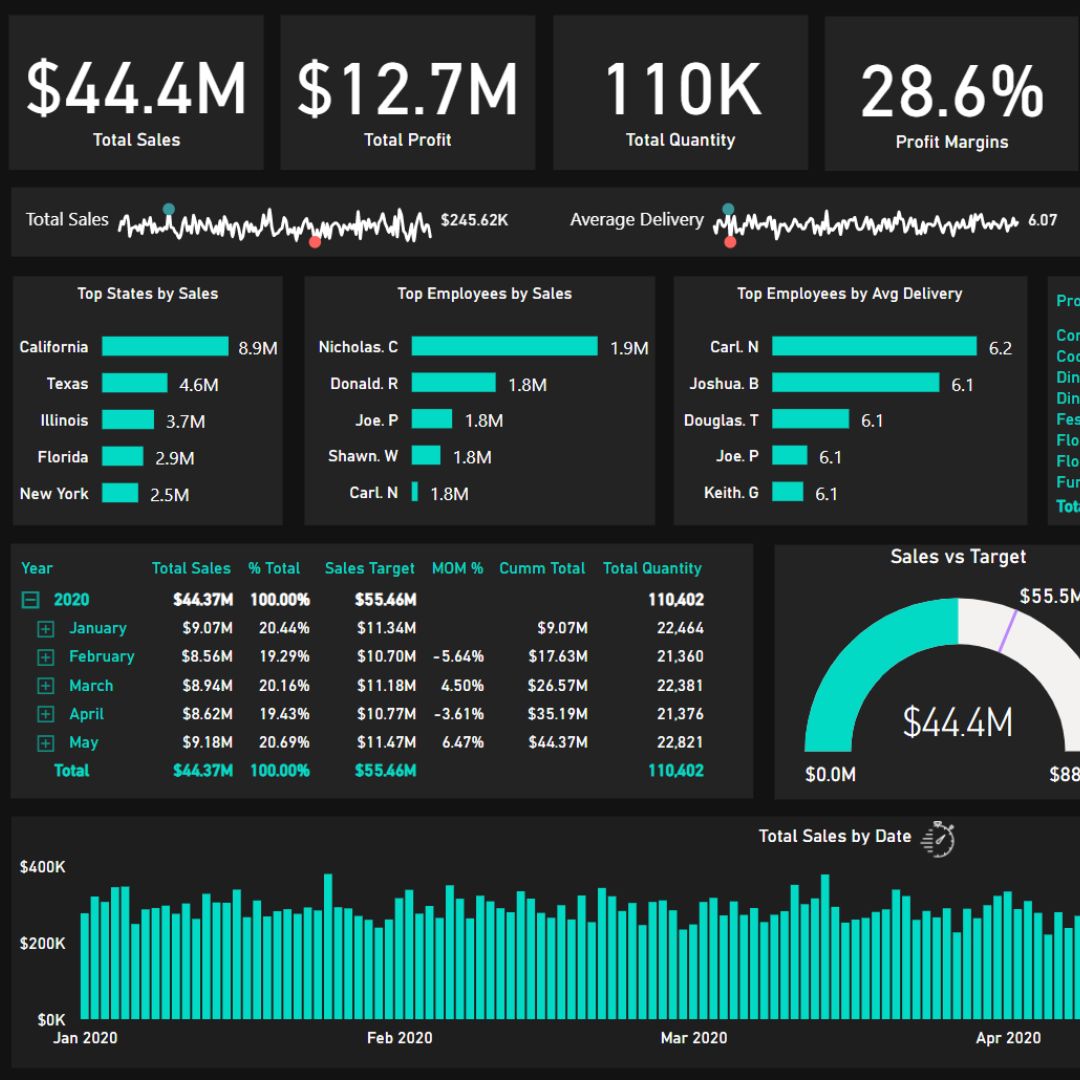 $44.4M
Total Sales
$12.7M
Total Profit
110K
Total Quantity
28.6%
Profit Margins
Total Sales $245.62K
Average Delivery 6.07
Top States by Sales
California 8.9M
Texas 4.6M
Illinois 3.7M
Florida 2.9M
New York 2.5M
Top Employees by Sales
Nicholas. C 1.9M
Donald. R 1.8M
Joe. P 1.8M
Shawn. W 1.8M
Carl. N 1.8M
Top Employees by Avg Delivery
Carl. N 6.2
Joshua. B 6.1
Douglas. T 6.1
Joe. P 6.1
Keith. G 6.1
Pro
Cor
Coo
Din
Din
Fes
Flo
Flo
Fur
Tota
Year Total Sales % Total Sales Target MOM % Cumm Total Total Quantity
2020 $44.37M 100.00% $55.46M 110,402
January $9.07M 20.44% $11.34M $9.07M 22,464
February $8.56M 19.29% $10.70M -5.64% $17.63M 21,360
March $8.94M 20.16% $11.18M 4.50% $26.57M 22,381
April $8.62M 19.43% $10.77M -3.61% $35.19M 21,376
May $9.18M 20.69% $11.47M 6.47% $44.37M 22,821
Total $44.37M 100.00% $55.46M 110,402
Sales vs Target
$55.5M
$44.4M
$0.0M $88
Total Sales by Date
$400K
$200K
$0K
Jan 2020 Feb 2020 Mar 2020 Apr 2020